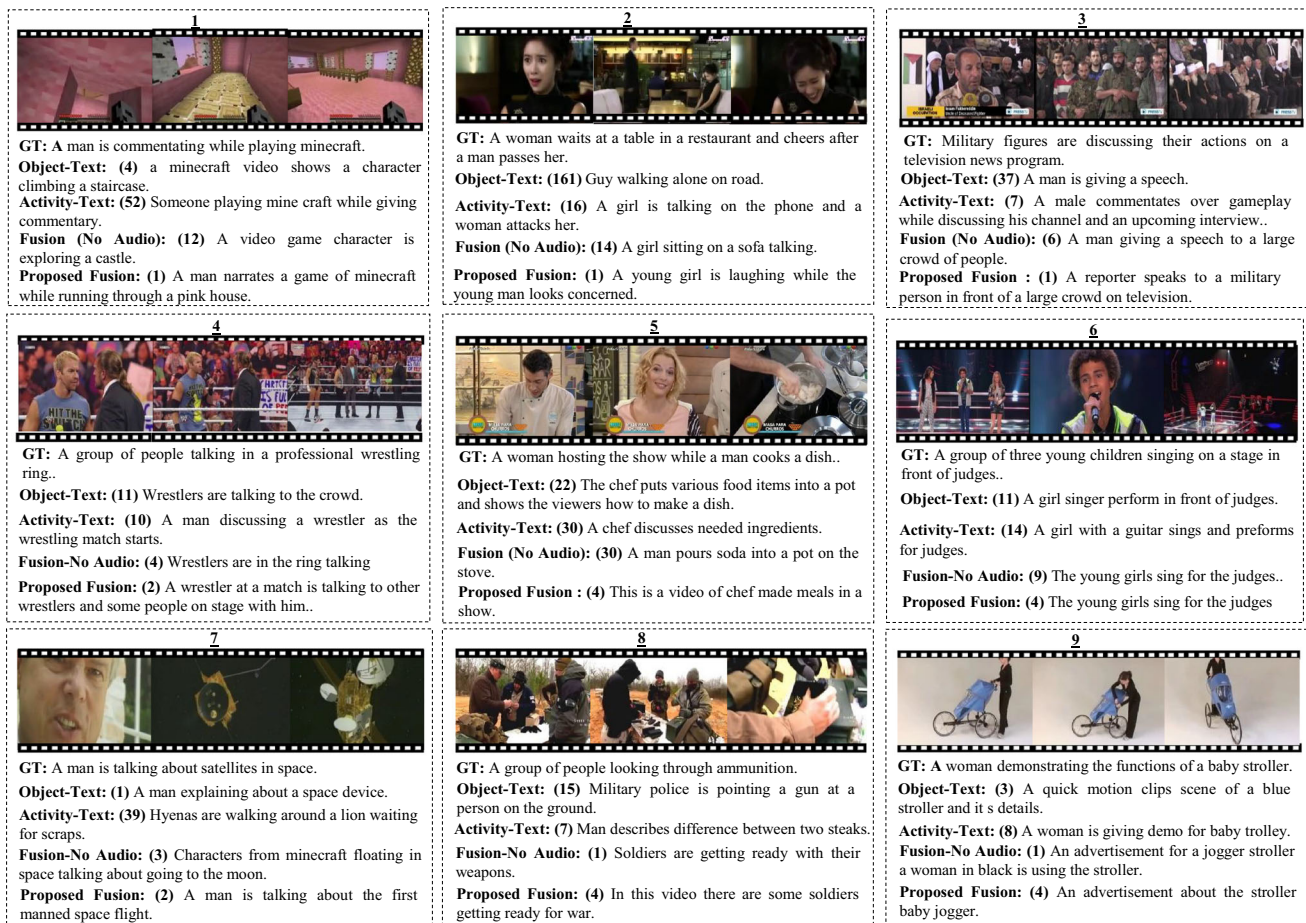 1
GT: A man is commentating while playing minecraft.
Object-Text: (4) a minecraft video shows a character
climbing a staircase.
Activity-Text: (52) Someone playing mine craft while giving
commentary.
Fusion (No Audio): (12) A video game character is
exploring a castle.
Proposed Fusion: (1) A man narrates a game of minecraft
while running through a pink house.
2
GT: A woman waits at a table in a restaurant and cheers after
a man passes her.
Object-Text: (161) Guy walking alone on road.
Activity-Text: (16) A girl is talking on the phone and a
woman attacks her.
Fusion (No Audio): (14) A girl sitting on a sofa talking.
Proposed Fusion: (1) A young girl is laughing while the
young man looks concerned.
3
GT: Military figures are discussing their actions on a
television news program.
Object-Text: (37) A man is giving a speech.
Activity-Text: (7) A male commentates over gameplay
while discussing his channel and an upcoming interview..
Fusion (No Audio): (6) A man giving a speech to a large
crowd of people.
Proposed Fusion : (1) A reporter speaks to a military
person in front of a large crowd on television.
4
HIT THE
GT: A group of people talking in a professional wrestling
ring..
Object-Text: (11) Wrestlers are talking to the crowd.
Activity-Text: (10) A man discussing a wrestler as the
wrestling match starts.
Fusion-No Audio: (4) Wrestlers are in the ring talking
Proposed Fusion: (2) A wrestler at a match is talking to other
wrestlers and some people on stage with him..
5
GT: A woman hosting the show while a man cooks a dish..
Object-Text: (22) The chef puts various food items into a pot
and shows the viewers how to make a dish.
Activity-Text: (30) A chef discusses needed ingredients.
Fusion (No Audio): (30) A man pours soda into a pot on the
stove.
Proposed Fusion : (4) This is a video of chef made meals in a
show.
6
GT: A group of three young children singing on a stage in
front of judges..
Object-Text: (11) A girl singer perform in front of judges.
Activity-Text: (14) A girl with a guitar sings and preforms
for judges.
Fusion-No Audio: (9) The young girls sing for the judges..
Proposed Fusion: (4) The young girls sing for the judges
7
GT: A man is talking about satellites in space.
Object-Text: (1) A man explaining about a space device.
Activity-Text: (39) Hyenas are walking around a lion waiting
for scraps.
Fusion-No Audio: (3) Characters from minecraft floating in
space talking about going to the moon.
Proposed Fusion: (2) A man is talking about the first
manned space flight.
8
GT: A group of people looking through ammunition.
Object-Text: (15) Military police is pointing a gun at a
person on the ground.
Activity-Text: (7) Man describes difference between two steaks.
Fusion-No Audio: (1) Soldiers are getting ready with their
weapons.
Proposed Fusion: (4) In this video there are some soldiers
getting ready for war.
9
GT: A woman demonstrating the functions of a baby stroller.
Object-Text: (3) A quick motion clips scene of a blue
stroller and it s details.
Activity-Text: (8) A woman is giving demo for baby trolley.
Fusion-No Audio: (1) An advertisement for a jogger stroller
a woman in black is using the stroller.
Proposed Fusion: (4) An advertisement about the stroller
baby jogger.